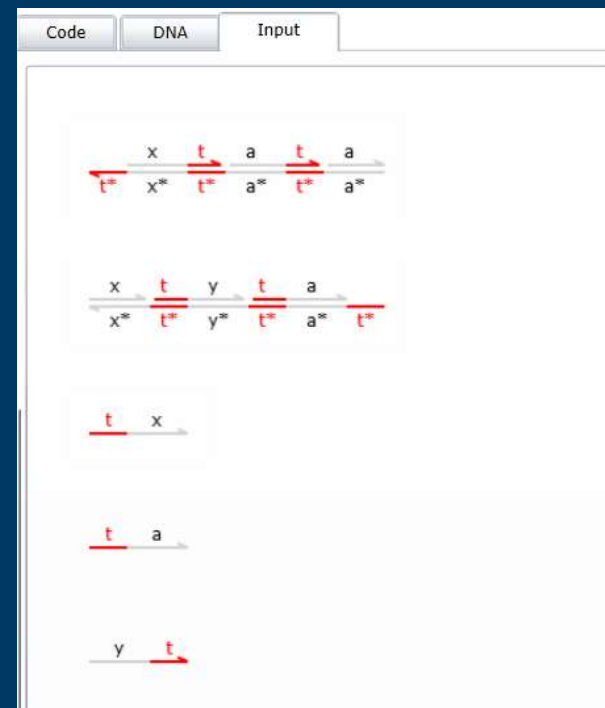 Code DNA Input
x t a t a
t* x* t* a* t* a*
x t y t a
x* t* y* t* a* t*
t x
t a
y t